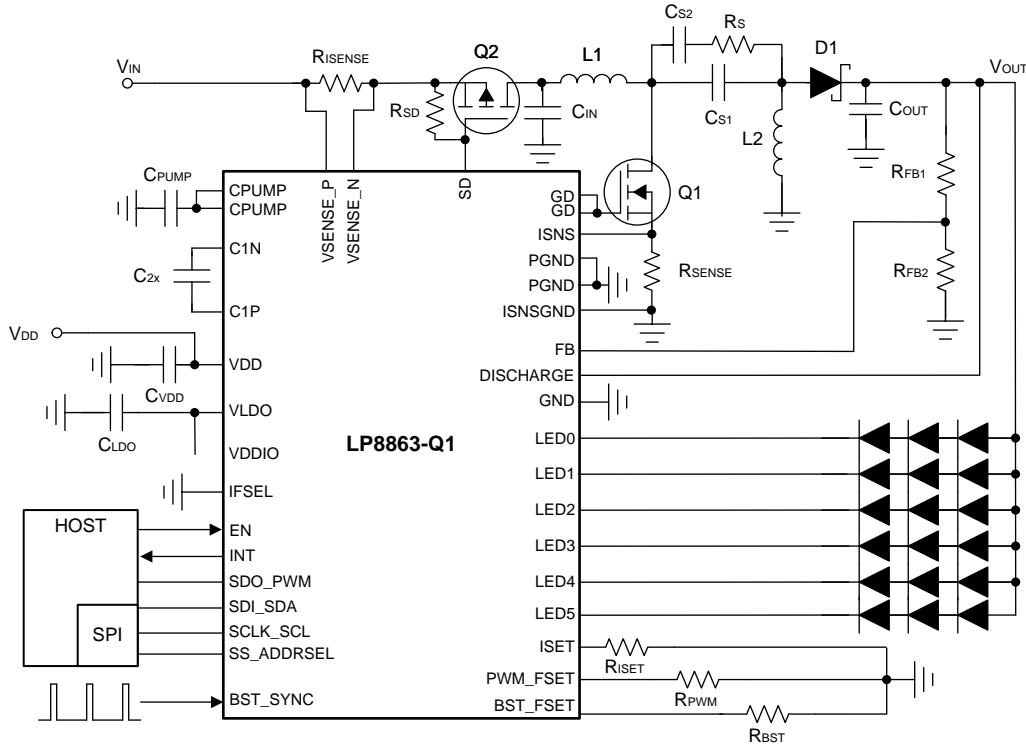 CS2
RS
VIN
RISENSE
Q2
L1
D1
VOUT
RSD
CIN
CS1
COUT
L2
RFB1
CPUMP
CPUMP
CPUMP
VSENSE_P
VSENSE_N
SD
GD
GD
Q1
ISNS
C1N
PGND
RSENSE
RFB2
C2x
PGND
C1P
ISNSGND
VDD
FB
VDD
CVDD
DISCHARGE
GND
VLDO
CLDO
LP8863-Q1
LED0
VDDIO
LED1
IFSEL
LED2
HOST
EN
INT
LED3
SDO_PWM
LED4
SDI_SDA
LED5
SPI
SCLK_SCL
SS_ADDRSEL
ISET
RISET
PWM_FSET
RPWM
BST_SYNC
BST_FSET
RBST